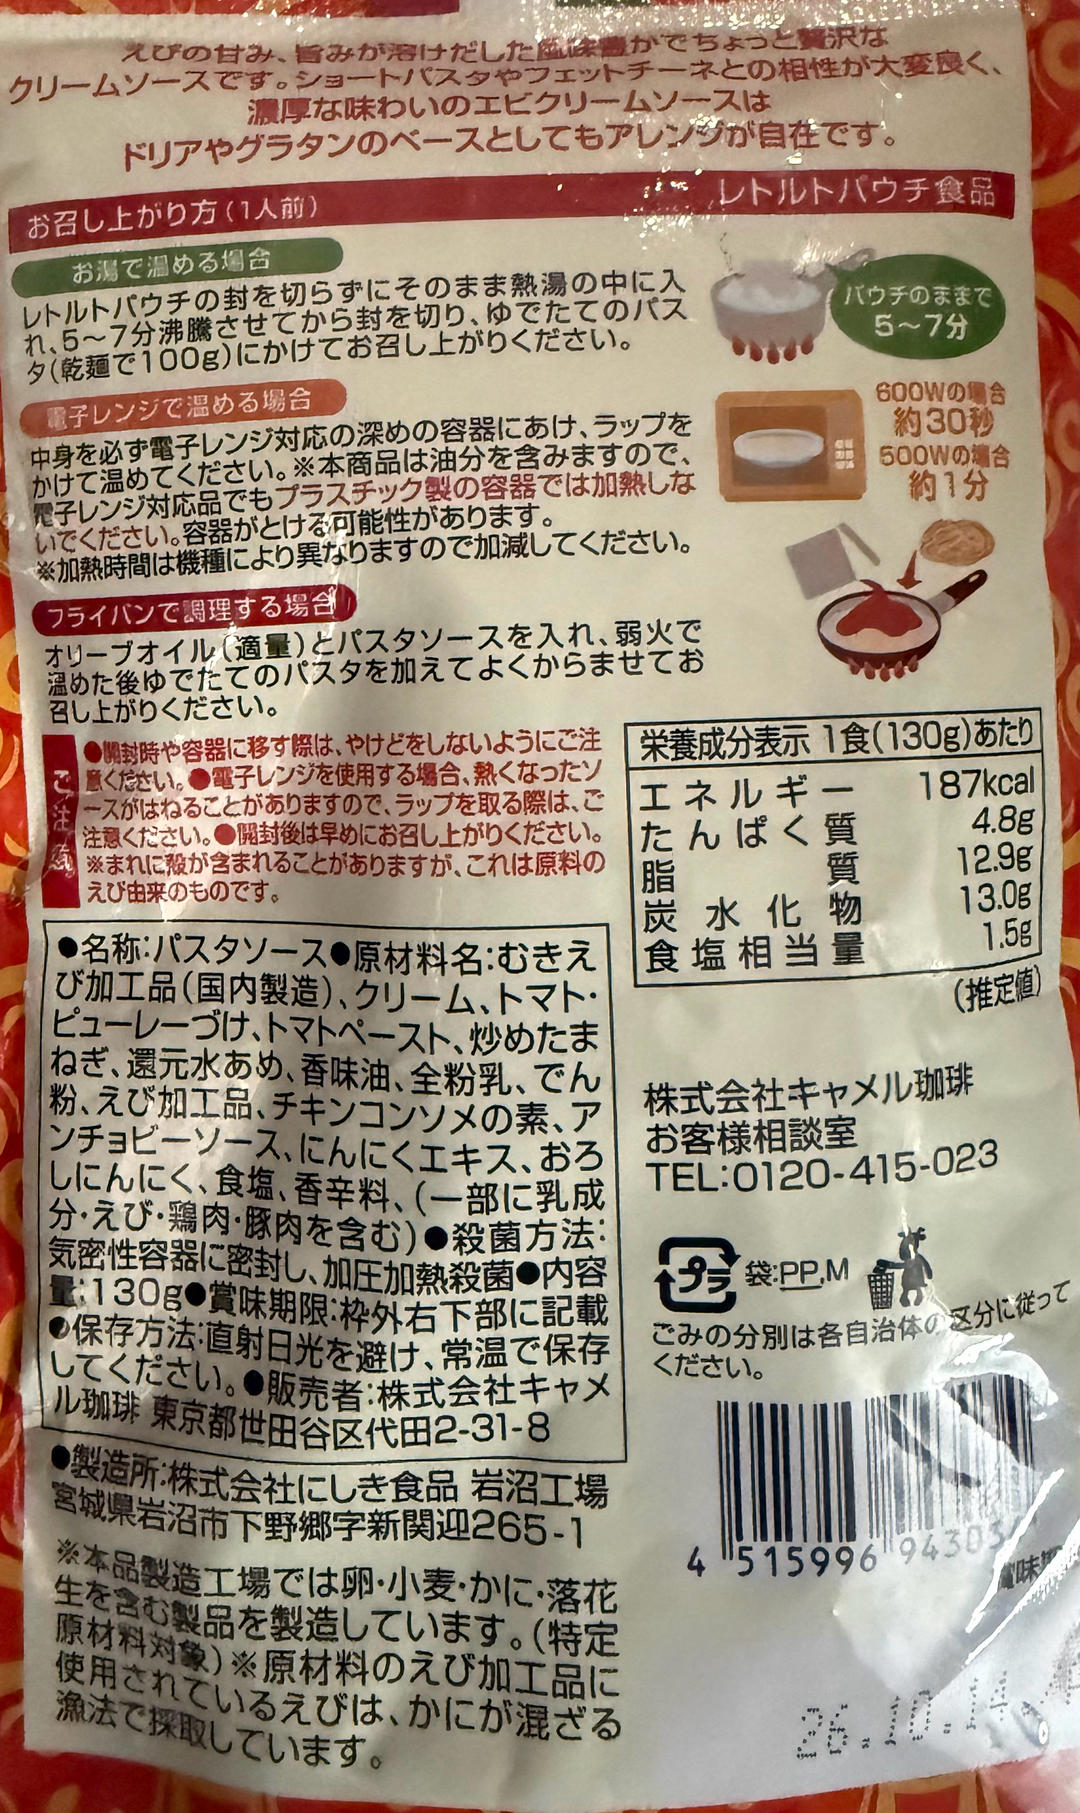 えびの甘み、旨みが溶けだした風味豊かでちょっと贅沢な
クリームソースです。ショートパスタやフェットチーネとの相性が大変良く、
濃厚な味わいのエビクリームソースは
ドリアやグラタンのベースとしてもアレンジが自在です。
お召し上がり方(1人前)
レトルトパウチ食品
お湯で温める場合
レトルトパウチの封を切らずにそのまま熱湯の中に入
れ、5〜7分沸騰させてから封を切り、ゆでたてのパス
タ(乾麺で100g)にかけてお召し上がりください。
パウチのままで
5〜7分
電子レンジで温める場合
中身を必ず電子レンジ対応の深めの容器にあけ、ラップを
かけて温めてください。※本商品は油分を含みますので、
電子レンジ対応品でもプラスチック製の容器では加熱しな
いでください。容器がとける可能性があります。
※加熱時間は機種により異なりますので加減してください。
600Wの場合
約30秒
500Wの場合
約1分
フライパンで調理する場合
オリーブオイル(適量)とパスタソースを入れ、弱火で
温めた後ゆでたてのパスタを加えてよくからませてお
召し上がりください。
ご注意
●開封時や容器に移す際は、やけどをしないようにご注
意ください。●電子レンジを使用する場合、熱くなったソ
ースがはねることがありますので、ラップを取る際は、ご
注意ください。●開封後は早めにお召し上がりください。
※まれに殻が含まれることがありますが、これは原料の
えび由来のものです。
栄養成分表示 1食(130g)あたり
エネルギー 187kcal
たんぱく質 4.8g
脂質 12.9g
炭水化物 13.0g
食塩相当量 1.5g
(推定値)
●名称:パスタソース●原材料名:むきえ
び加工品(国内製造)、クリーム、トマト・
ピューレーづけ、トマトペースト、炒めたま
ねぎ、還元水あめ、香味油、全粉乳、でん
粉、えび加工品、チキンコンソメの素、ア
ンチョビーソース、にんにくエキス、おろ
しにんにく、食塩、香辛料、(一部に乳成
分・えび・鶏肉・豚肉を含む)●殺菌方法:
気密性容器に密封し、加圧加熱殺菌●内容
量:130g●賞味期限:枠外右下部に記載
●保存方法:直射日光を避け、常温で保存
してください。●販売者:株式会社キャメ
ル珈琲 東京都世田谷区代田2-31-8
●製造所:株式会社にしき食品 岩沼工場
宮城県岩沼市下野郷字新関迎265-1
※本品製造工場では卵・小麦・かに・落花
生を含む製品を製造しています。(特定
原材料対象)※原材料のえび加工品に
使用されているえびは、かにが混ざる
漁法で採取しています。
株式会社キャメル珈琲
お客様相談室
TEL:0120-415-023
プラ
袋:PP,M
ごみの分別は各自治体の区分に従って
ください。
4 515996
賞味
26.10.14